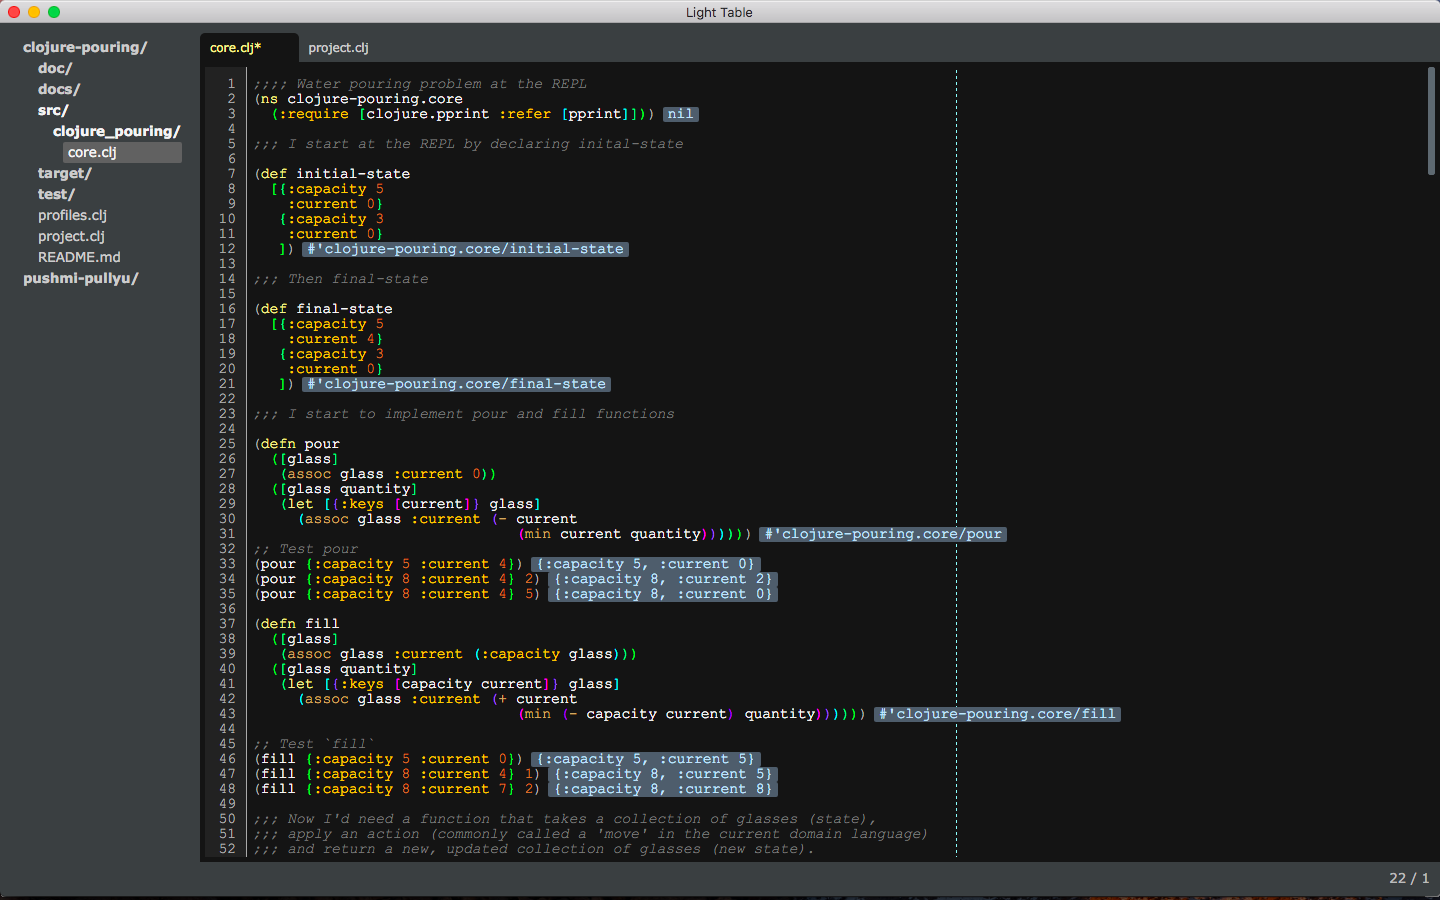 Light Table
clojure-pouring/
doc/
docs/
src/
clojure_pouring/
core.clj
target/
test/
profiles.clj
project.clj
README.md
pushmi-pullyu/
core.clj* project.clj
1 ;;;; Water pouring problem at the REPL
2 (ns clojure-pouring.core
3 (:require [clojure.pprint :refer [pprint]])) nil
4
5 ;;; I start at the REPL by declaring inital-state
6
7 (def initial-state
8 [{:capacity 5
9 :current 0}
10 {:capacity 3
11 :current 0}
12 ]) #'clojure-pouring.core/initial-state
13
14 ;;; Then final-state
15
16 (def final-state
17 [{:capacity 5
18 :current 4}
19 {:capacity 3
20 :current 0}
21 ]) #'clojure-pouring.core/final-state
22
23 ;;; I start to implement pour and fill functions
24
25 (defn pour
26 ([glass]
27 (assoc glass :current 0))
28 ([glass quantity]
29 (let [{:keys [current]} glass]
30 (assoc glass :current (- current
31 (min current quantity)))))) #'clojure-pouring.core/pour
32 ;; Test pour
33 (pour {:capacity 5 :current 4}) {:capacity 5, :current 0}
34 (pour {:capacity 8 :current 4} 2) {:capacity 8, :current 2}
35 (pour {:capacity 8 :current 4} 5) {:capacity 8, :current 0}
36
37 (defn fill
38 ([glass]
39 (assoc glass :current (:capacity glass)))
40 ([glass quantity]
41 (let [{:keys [capacity current]} glass]
42 (assoc glass :current (+ current
43 (min (- capacity current) quantity)))))) #'clojure-pouring.core/fill
44
45 ;; Test `fill`
46 (fill {:capacity 5 :current 0}) {:capacity 5, :current 5}
47 (fill {:capacity 8 :current 4} 1) {:capacity 8, :current 5}
48 (fill {:capacity 8 :current 7} 2) {:capacity 8, :current 8}
49
50 ;;; Now I'd need a function that takes a collection of glasses (state),
51 ;;; apply an action (commonly called a 'move' in the current domain language)
52 ;;; and return a new, updated collection of glasses (new state).
22 / 1